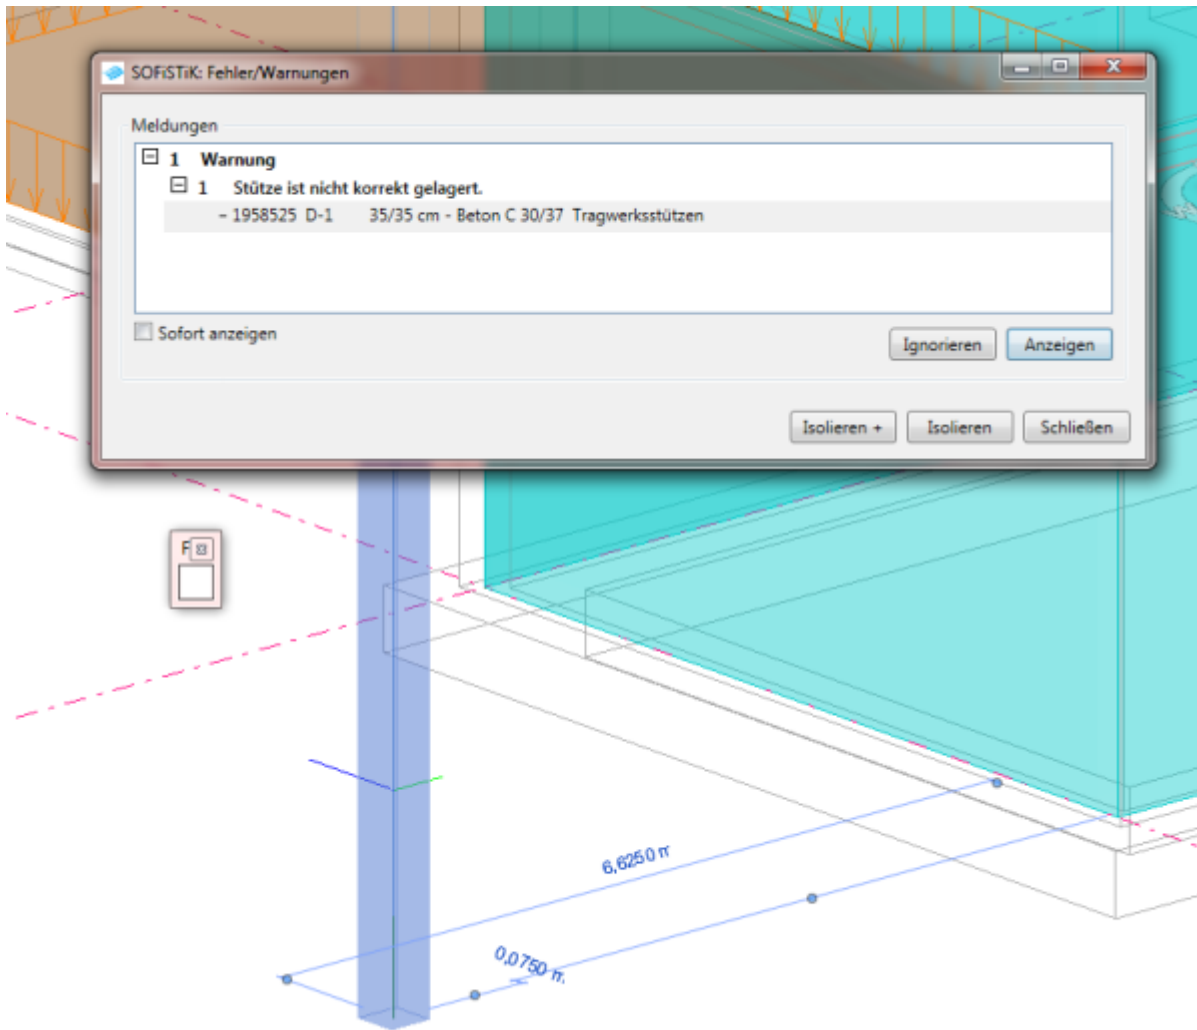 SOFiSTiK: Fehler/Warnungen
Meldungen
1 Warnung
1 Stütze ist nicht korrekt gelagert.
– 1958525 D-1 35/35 cm - Beton C 30/37 Tragwerksstützen
Sofort anzeigen
Ignorieren Anzeigen
Isolieren + Isolieren Schließen
F
6,6250 m
0,0750 m